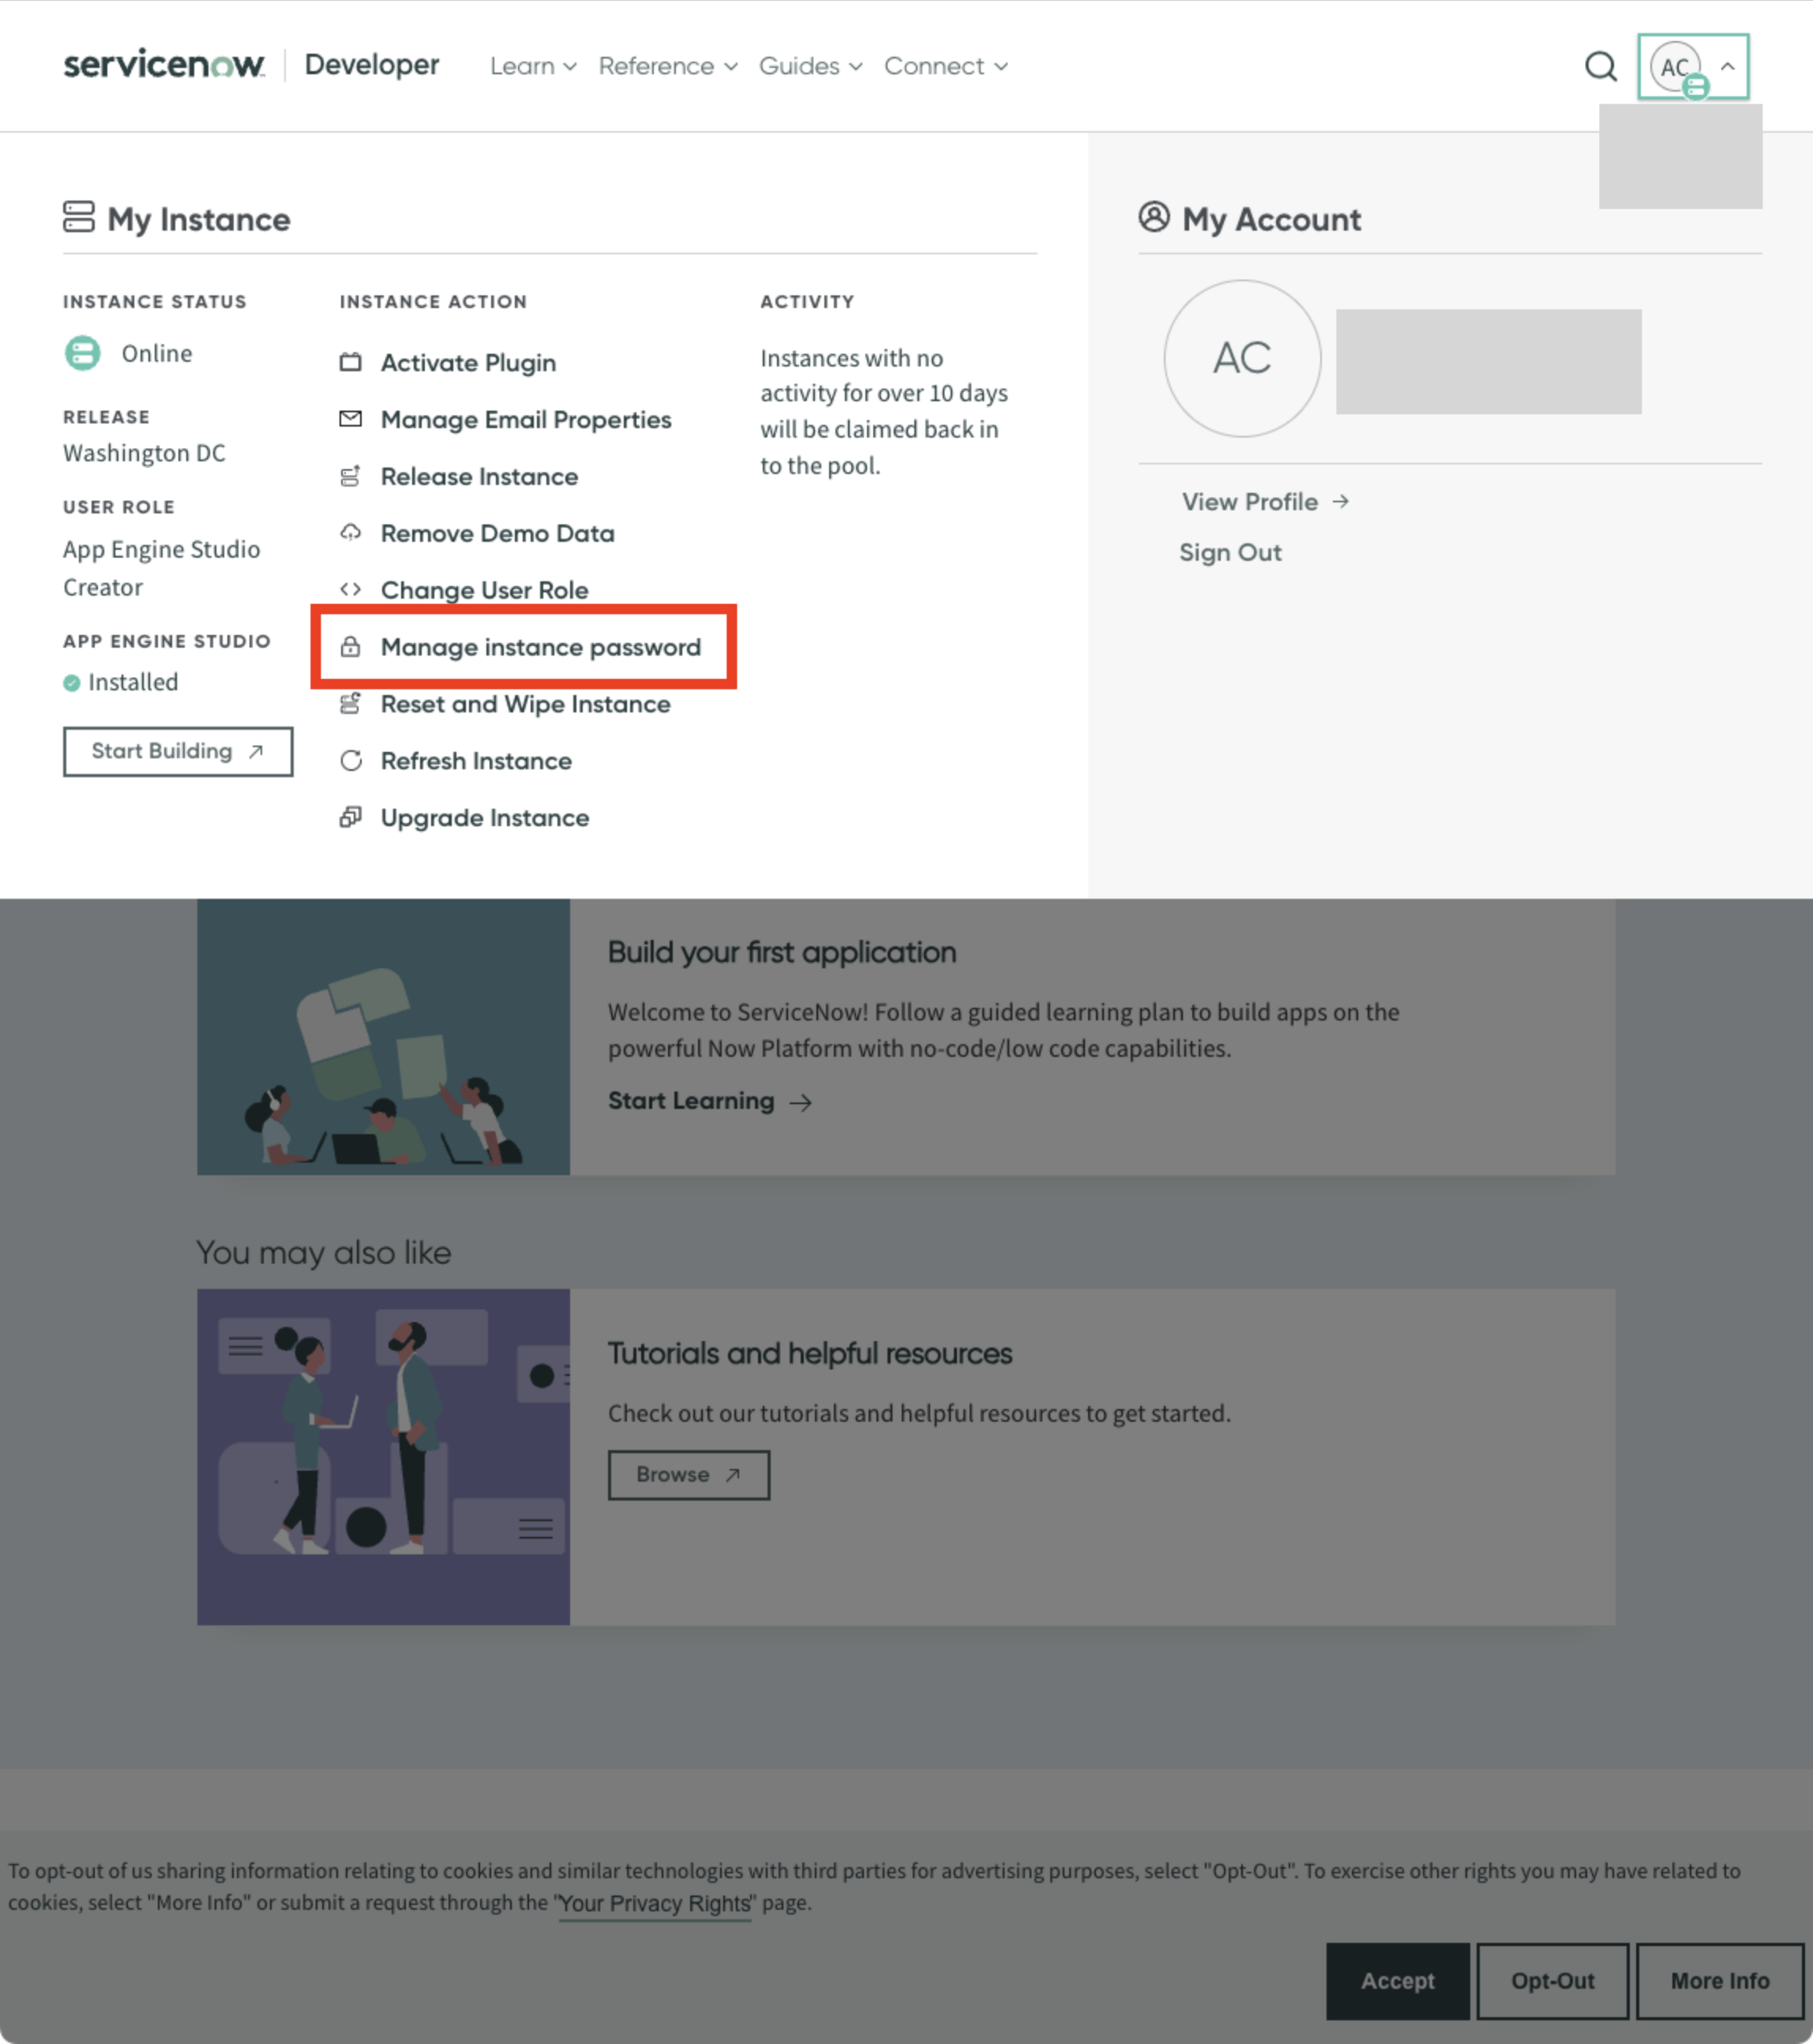 servicenow Developer Learn Reference Guides Connect AC
My Instance
INSTANCE STATUS
Online
RELEASE
Washington DC
USER ROLE
App Engine Studio
Creator
APP ENGINE STUDIO
Installed
Start Building
INSTANCE ACTION
Activate Plugin
Manage Email Properties
Release Instance
Remove Demo Data
Change User Role
Manage instance password
Reset and Wipe Instance
Refresh Instance
Upgrade Instance
ACTIVITY
Instances with no
activity for over 10 days
will be claimed back in
to the pool.
My Account
AC
View Profile
Sign Out
Build your first application
Welcome to ServiceNow! Follow a guided learning plan to build apps on the
powerful Now Platform with no-code/low code capabilities.
Start Learning
You may also like
Tutorials and helpful resources
Check out our tutorials and helpful resources to get started.
Browse
To opt-out of us sharing information relating to cookies and similar technologies with third parties for advertising purposes, select "Opt-Out". To exercise other rights you may have related to
cookies, select "More Info" or submit a request through the "Your Privacy Rights" page.
Accept Opt-Out More Info